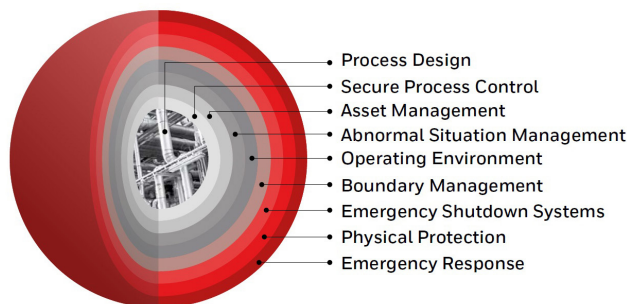 Process Design
Secure Process Control
Asset Management
Abnormal Situation Management
Operating Environment
Boundary Management
Emergency Shutdown Systems
Physical Protection
Emergency Response